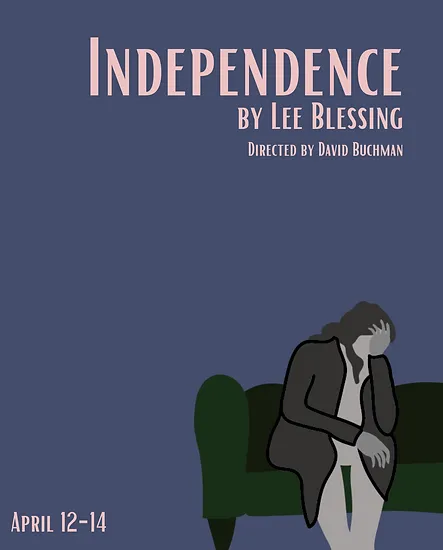 Independence
by Lee Blessing
Directed by David Buchman
April 12-14